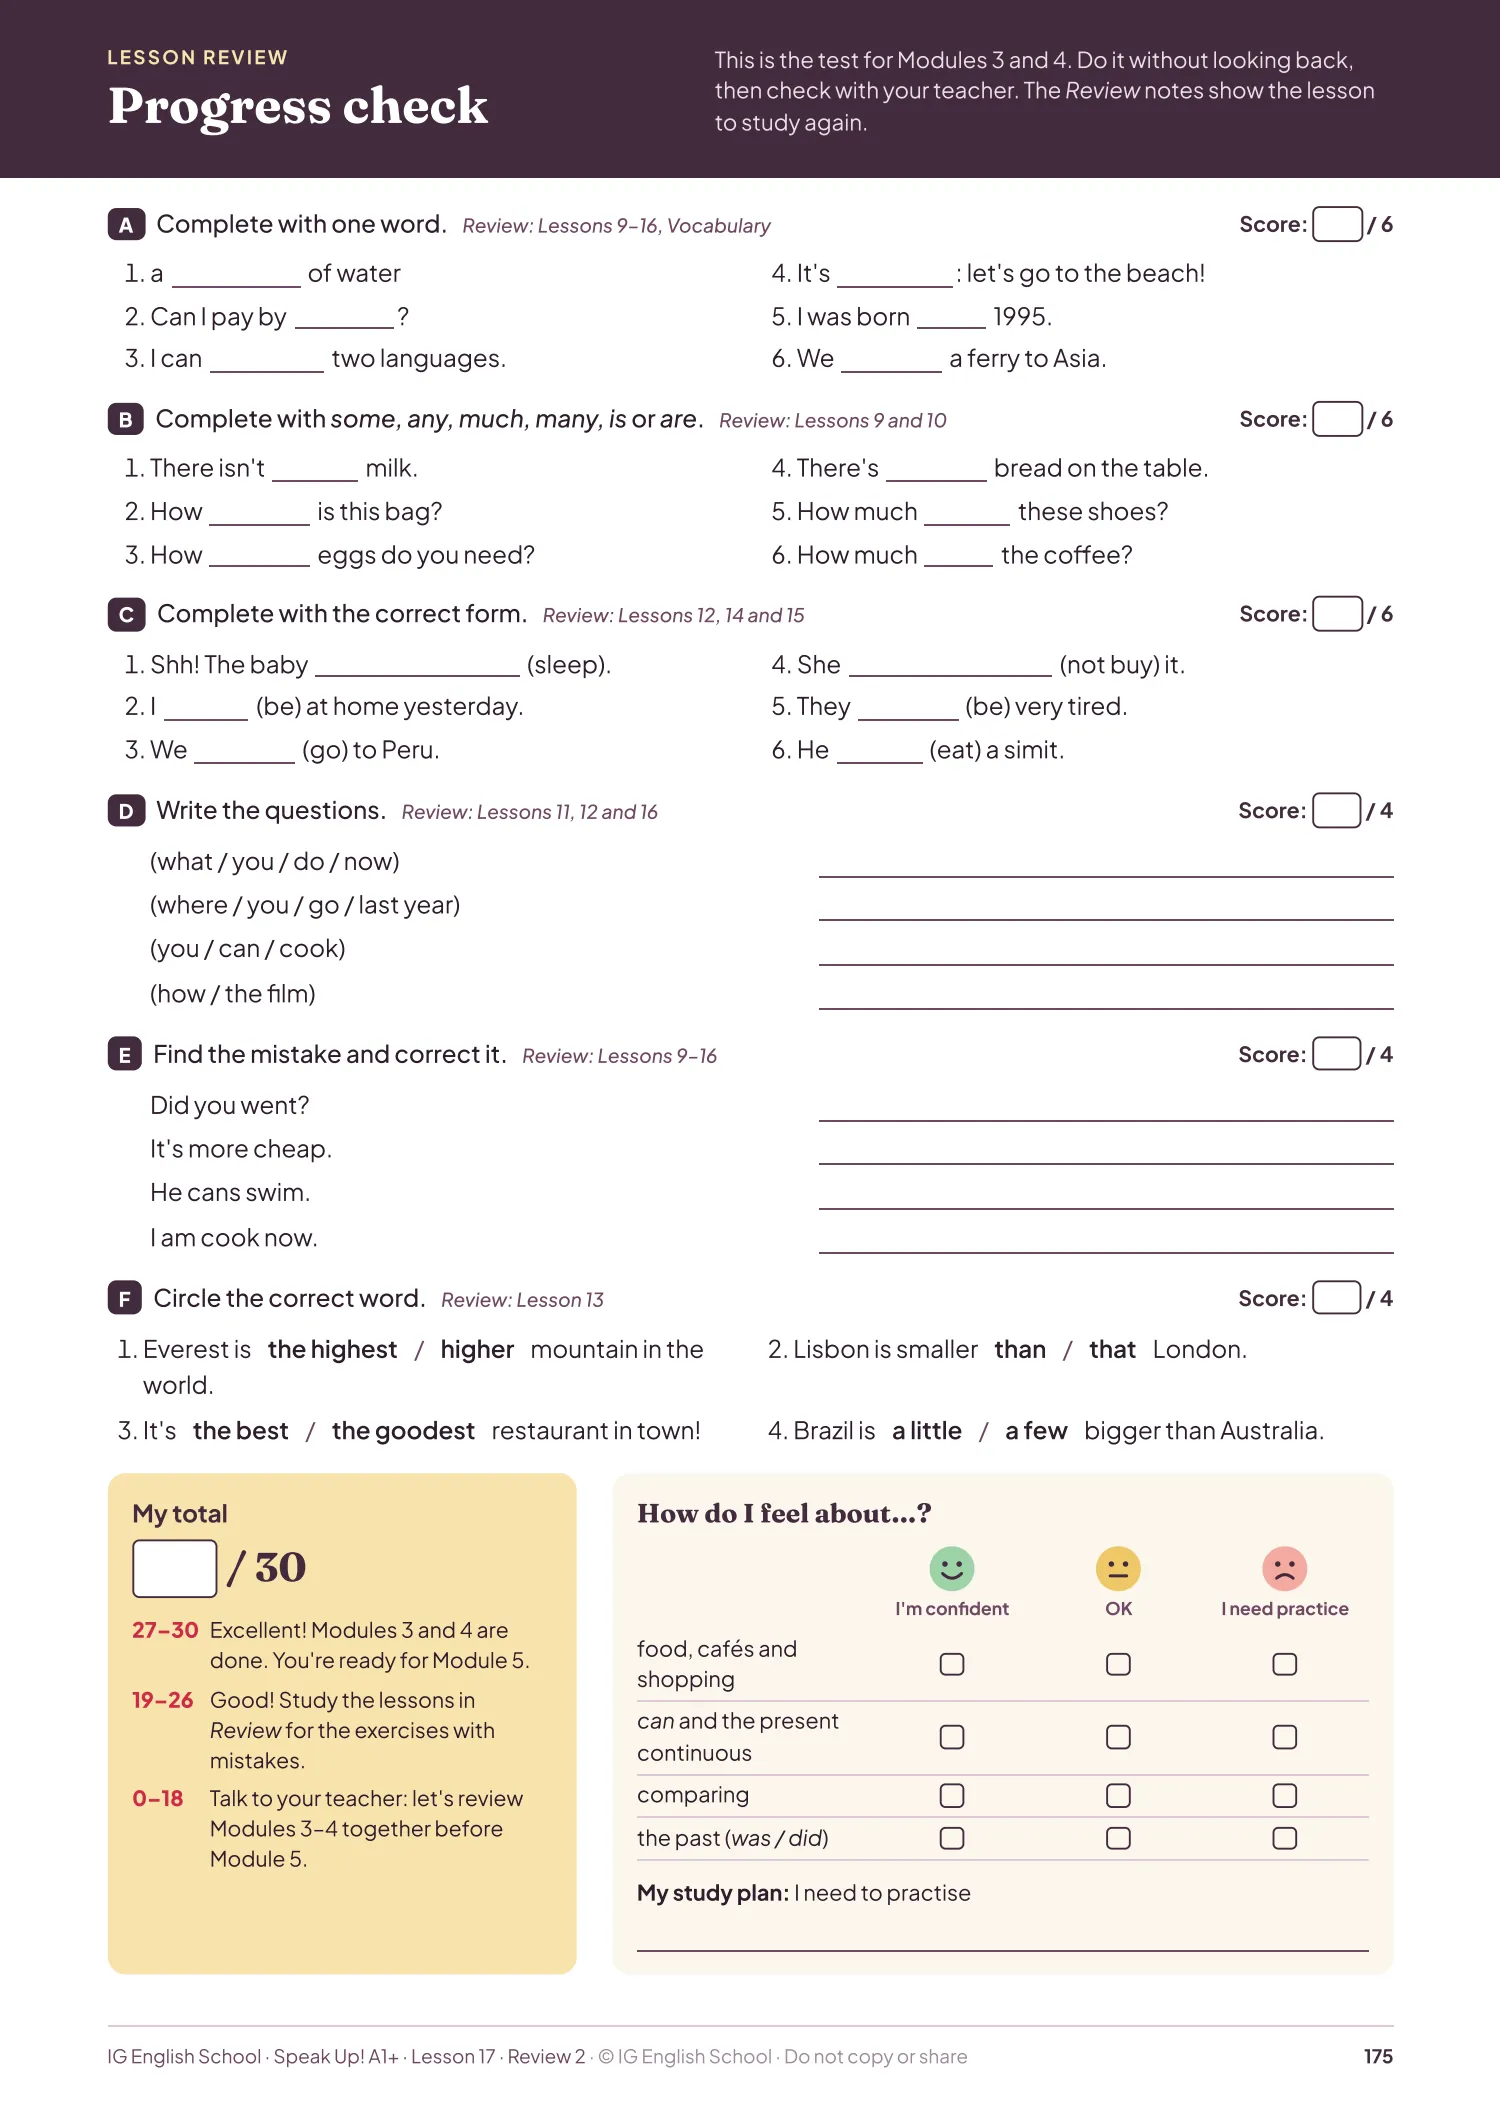 LESSON REVIEW
Progress check
This is the test for Modules 3 and 4. Do it without looking back,
then check with your teacher. The Review notes show the lesson
to study again.
A Complete with one word. Review: Lessons 9–16, Vocabulary Score: / 6
1. a _________ of water
2. Can I pay by _______?
3. I can ________ two languages.
4. It's ________: let's go to the beach!
5. I was born _____ 1995.
6. We _______ a ferry to Asia.
B Complete with some, any, much, many, is or are. Review: Lessons 9 and 10 Score: / 6
1. There isn't ______ milk.
2. How _______ is this bag?
3. How _______ eggs do you need?
4. There's _______ bread on the table.
5. How much ______ these shoes?
6. How much _____ the coffee?
C Complete with the correct form. Review: Lessons 12, 14 and 15 Score: / 6
1. Shh! The baby ______________ (sleep).
2. I ______ (be) at home yesterday.
3. We _______ (go) to Peru.
4. She ______________ (not buy) it.
5. They _______ (be) very tired.
6. He ______ (eat) a simit.
D Write the questions. Review: Lessons 11, 12 and 16 Score: / 4
(what / you / do / now)
(where / you / go / last year)
(you / can / cook)
(how / the film)
E Find the mistake and correct it. Review: Lessons 9–16 Score: / 4
Did you went?
It's more cheap.
He cans swim.
I am cook now.
F Circle the correct word. Review: Lesson 13 Score: / 4
1. Everest is the highest / higher mountain in the
world.
2. Lisbon is smaller than / that London.
3. It's the best / the goodest restaurant in town!
4. Brazil is a little / a few bigger than Australia.
My total
/ 30
27–30 Excellent! Modules 3 and 4 are
done. You're ready for Module 5.
19–26 Good! Study the lessons in
Review for the exercises with
mistakes.
0–18 Talk to your teacher: let's review
Modules 3–4 together before
Module 5.
How do I feel about...?
I'm confident OK I need practice
food, cafés and
shopping
can and the present
continuous
comparing
the past (was / did)
My study plan: I need to practise
IG English School · Speak Up! A1+ · Lesson 17 · Review 2 · © IG English School · Do not copy or share 175